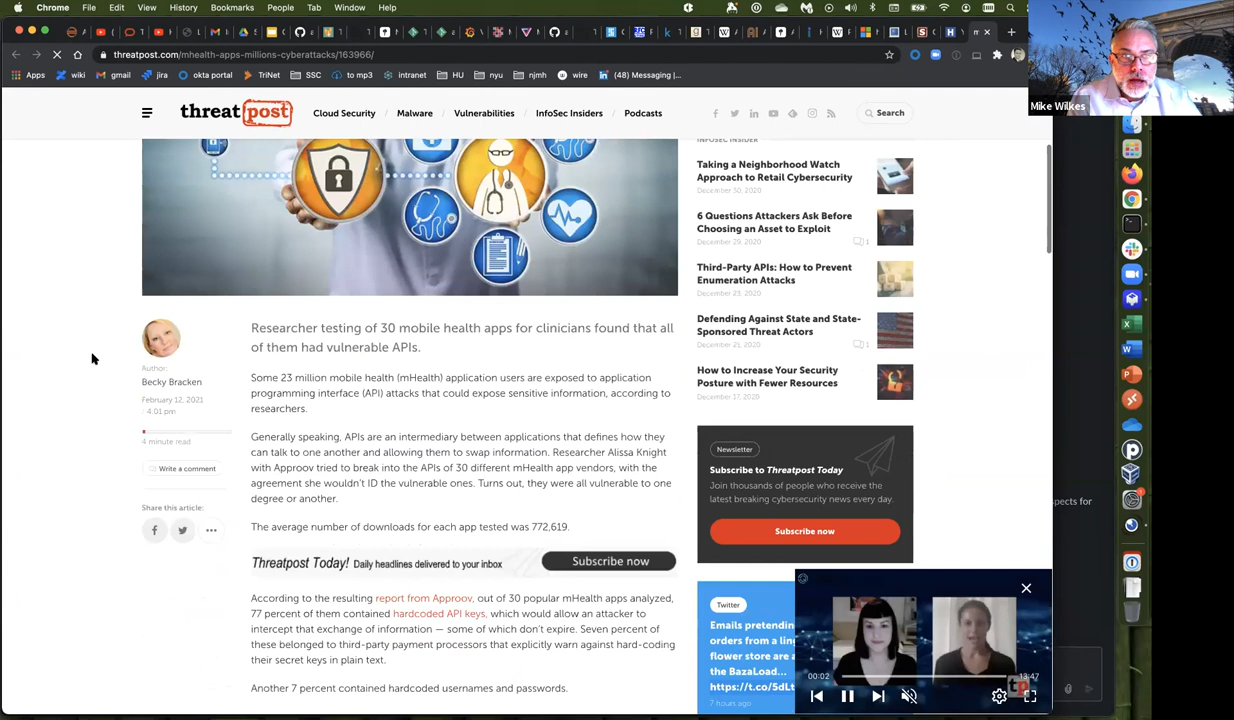 Chrome File Edit View History Bookmarks People Tab Window Help
threatpost.com/mhealth-apps-millions-cyberattacks/163966/
Apps wiki gmail jira okta portal TriNet SSC to mp3 intranet HU nyu njmh wire (48) Messaging |...
Mike Wilkes
threatpost
Cloud Security Malware Vulnerabilities InfoSec Insiders Podcasts
Search
INFOSEC INSIDER
Taking a Neighborhood Watch
Approach to Retail Cybersecurity
December 30, 2020
6 Questions Attackers Ask Before
Choosing an Asset to Exploit
December 29, 2020
1
Third-Party APIs: How to Prevent
Enumeration Attacks
December 23, 2020
Defending Against State and State-
Sponsored Threat Actors
December 21, 2020
1
How to Increase Your Security
Posture with Fewer Resources
December 17, 2020
Author:
Becky Bracken
February 12, 2021
/ 4:01 pm
4 minute read
Write a comment
Share this article:
Researcher testing of 30 mobile health apps for clinicians found that all
of them had vulnerable APIs.
Some 23 million mobile health (mHealth) application users are exposed to application
programming interface (API) attacks that could expose sensitive information, according to
researchers.
Generally speaking, APIs are an intermediary between applications that defines how they
can talk to one another and allowing them to swap information. Researcher Alissa Knight
with Approov tried to break into the APIs of 30 different mHealth app vendors, with the
agreement she wouldn't ID the vulnerable ones. Turns out, they were all vulnerable to one
degree or another.
The average number of downloads for each app tested was 772,619.
Threatpost Today! Daily headlines delivered to your inbox
Subscribe now
According to the resulting report from Approov, out of 30 popular mHealth apps analyzed,
77 percent of them contained hardcoded API keys, which would allow an attacker to
intercept that exchange of information — some of which don't expire. Seven percent of
these belonged to third-party payment processors that explicitly warn against hard-coding
their secret keys in plain text.
Another 7 percent contained hardcoded usernames and passwords.
Newsletter
Subscribe to Threatpost Today
Join thousands of people who receive the
latest breaking cybersecurity news every day.
Subscribe now
Twitter
Emails pretending
orders from a
flower store are a
the BazaLoad...
https://t.co/5dLt
7 hours ago
00:02
13:47
tp
spects for